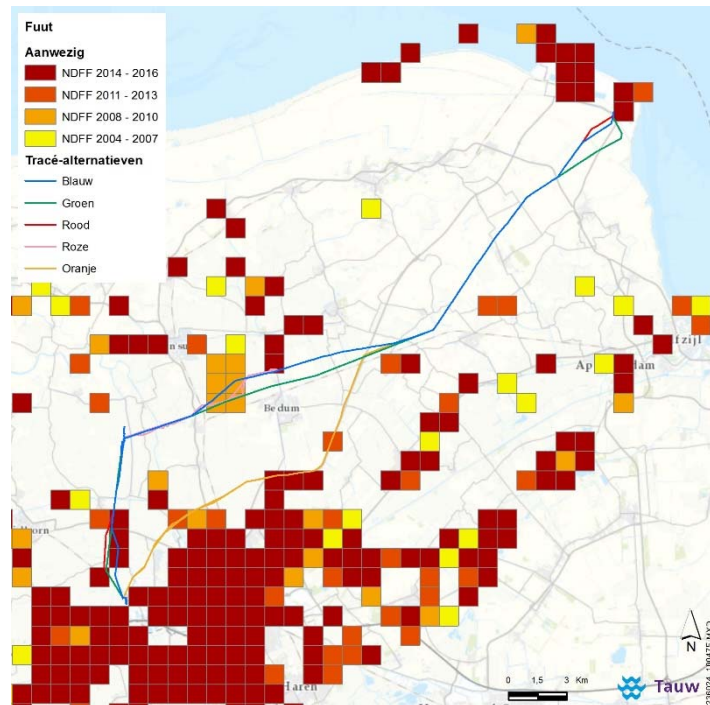 Fuut
Aanwezig
NDFF 2014 - 2016
NDFF 2011 - 2013
NDFF 2008 - 2010
NDFF 2004 - 2007
Tracé-alternatieven
Blauw
Groen
Rood
Roze
Oranje
Bedum
Haren
0 1,5 3 Km
N
Tauw